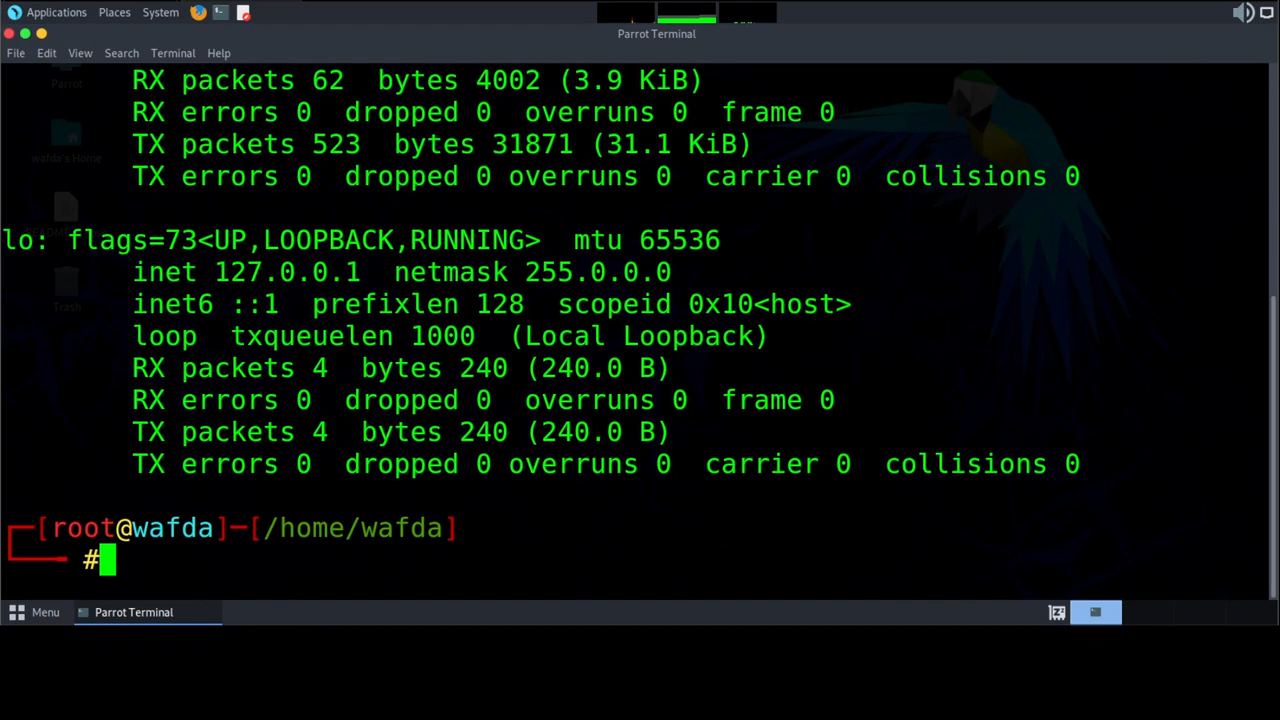 Applications Places System
Parrot Terminal
File Edit View Search Terminal Help
Parrot
RX packets 62 bytes 4002 (3.9 KiB)
RX errors 0 dropped 0 overruns 0 frame 0
wafda's Home
TX packets 523 bytes 31871 (31.1 KiB)
TX errors 0 dropped 0 overruns 0 carrier 0 collisions 0
lo: flags=73<UP,LOOPBACK,RUNNING> mtu 65536
inet 127.0.0.1 netmask 255.0.0.0
inet6 ::1 prefixlen 128 scopeid 0x10<host>
Trash
loop txqueuelen 1000 (Local Loopback)
RX packets 4 bytes 240 (240.0 B)
RX errors 0 dropped 0 overruns 0 frame 0
TX packets 4 bytes 240 (240.0 B)
TX errors 0 dropped 0 overruns 0 carrier 0 collisions 0
┌─[root@wafda]─[/home/wafda]
└──╼ #
Menu Parrot Terminal